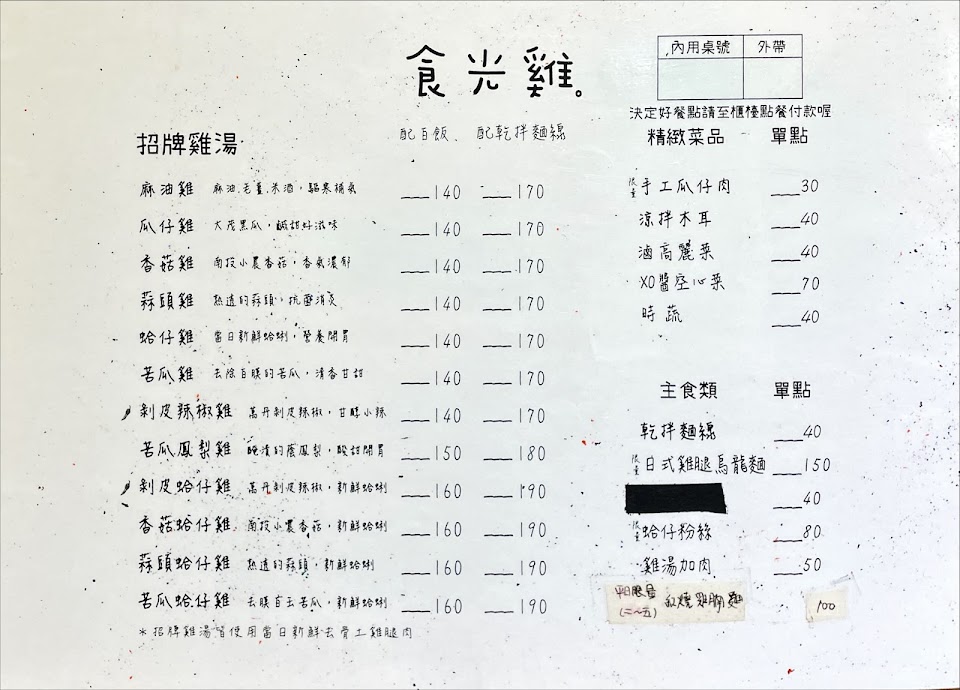 食光雞。
內用桌號 外帶
決定好餐點請至櫃檯點餐付款喔
招牌雞湯 配白飯、 配乾拌麵線
麻油雞 麻油.老薑.米酒，驅寒補氣 140 170
瓜仔雞 大茂黑瓜，鹹甜好滋味 140 170
香菇雞 南投小農香菇，香氣濃郁 140 170
蒜頭雞 熬透的蒜頭，抗壓消炎 140 170
蛤仔雞 當日新鮮蛤蜊，營養開胃 140 170
苦瓜雞 去除白膜的苦瓜，清香甘甜 140 170
剝皮辣椒雞 萬丹剝皮辣椒，甘醇小辣 140 170
苦瓜鳳梨雞 醃漬的蔭鳳梨，酸甜開胃 150 180
剝皮蛤仔雞 萬丹剝皮辣椒，新鮮蛤蜊 160 190
香菇蛤仔雞 南投小農香菇，新鮮蛤蜊 160 190
蒜頭蛤仔雞 熬透的蒜頭，新鮮蛤蜊 160 190
苦瓜蛤仔雞 去膜白玉苦瓜，新鮮蛤蜊 160 190
*招牌雞湯皆使用當日新鮮去骨工雞腿肉
精緻菜品 單點
限量 手工瓜仔肉 30
涼拌木耳 40
滷高麗菜 40
XO醬空心菜 70
時蔬 40
主食類 單點
乾拌麵線 40
限量 日式雞腿烏龍麵 150
40
限量 蛤仔粉絲 80
雞湯加肉 50
平日限量 (二~五) 紅燒雞腳麵 100